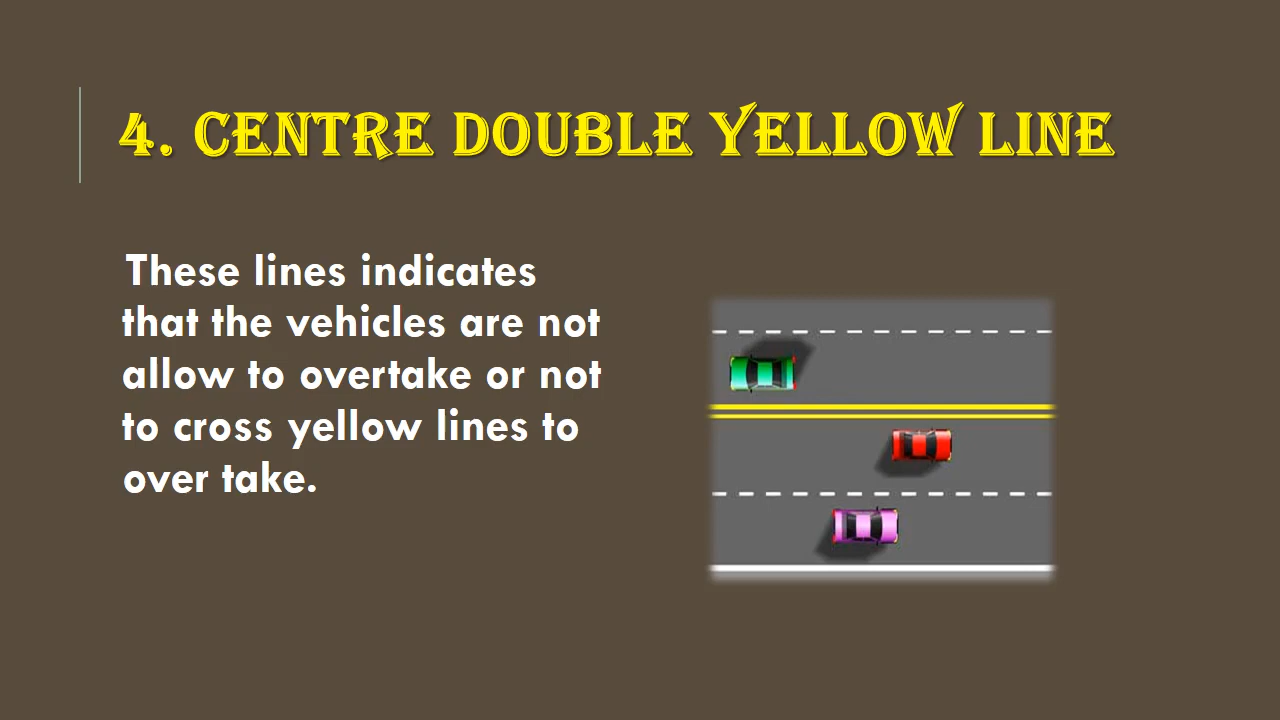 4. CENTRE DOUBLE YELLOW LINE
These lines indicates
that the vehicles are not
allow to overtake or not
to cross yellow lines to
over take.